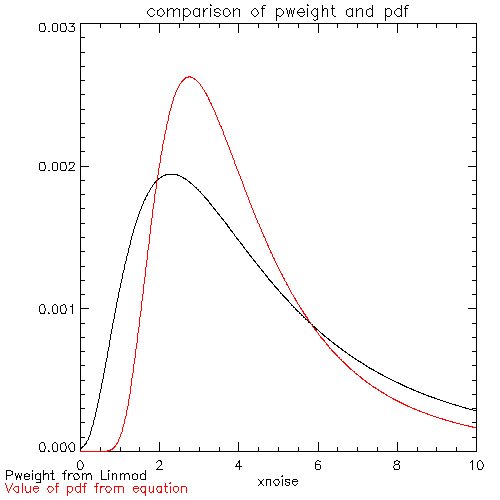 comparison of pweight and pdf
0.003
0.002
0.001
0.000
0 2 4 6 8 10
xnoise
Pweight from Linmod
Value of pdf from equation